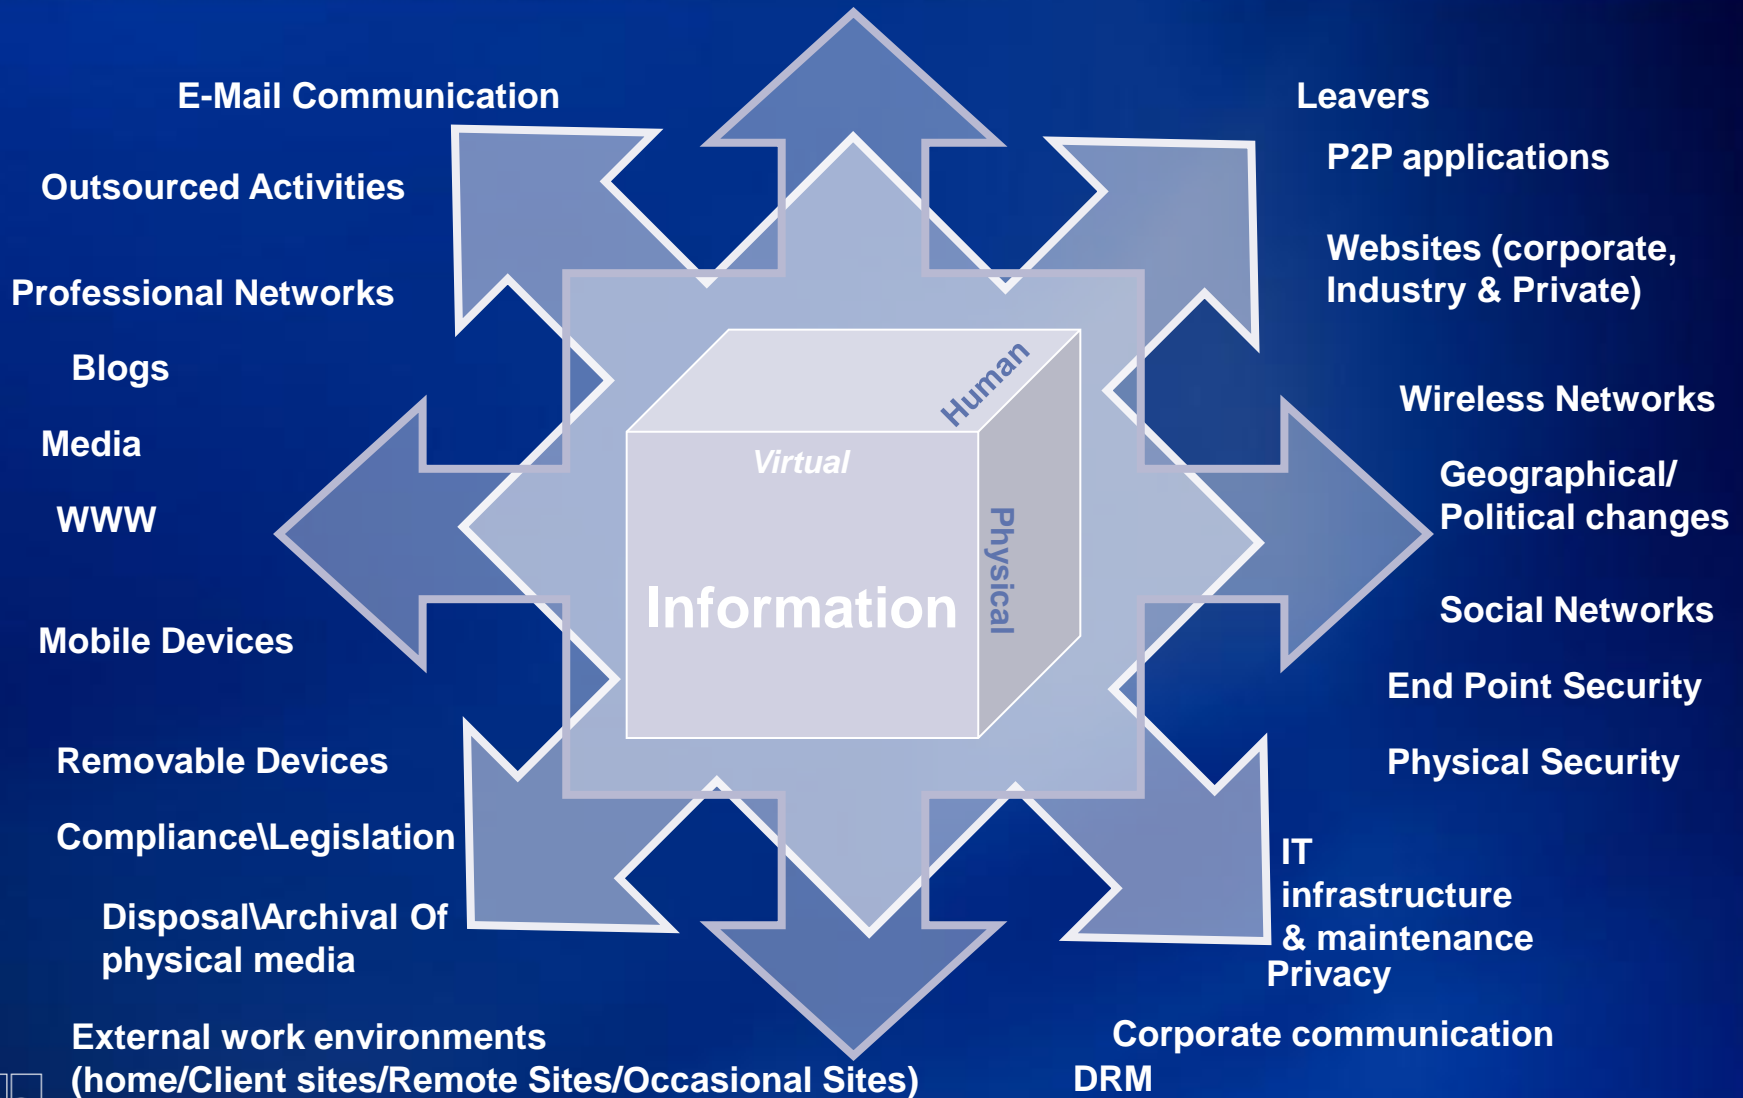 E-Mail Communication
Outsourced Activities
Professional Networks
Blogs
Media
WWW
Mobile Devices
Removable Devices
Compliance\Legislation
Disposal\Archival Of
physical media
External work environments
(home/Client sites/Remote Sites/Occasional Sites)
Human
Virtual
Physical
Information
Leavers
P2P applications
Websites (corporate,
Industry & Private)
Wireless Networks
Geographical/
Political changes
Social Networks
End Point Security
Physical Security
IT
infrastructure
& maintenance
Privacy
Corporate communication
DRM